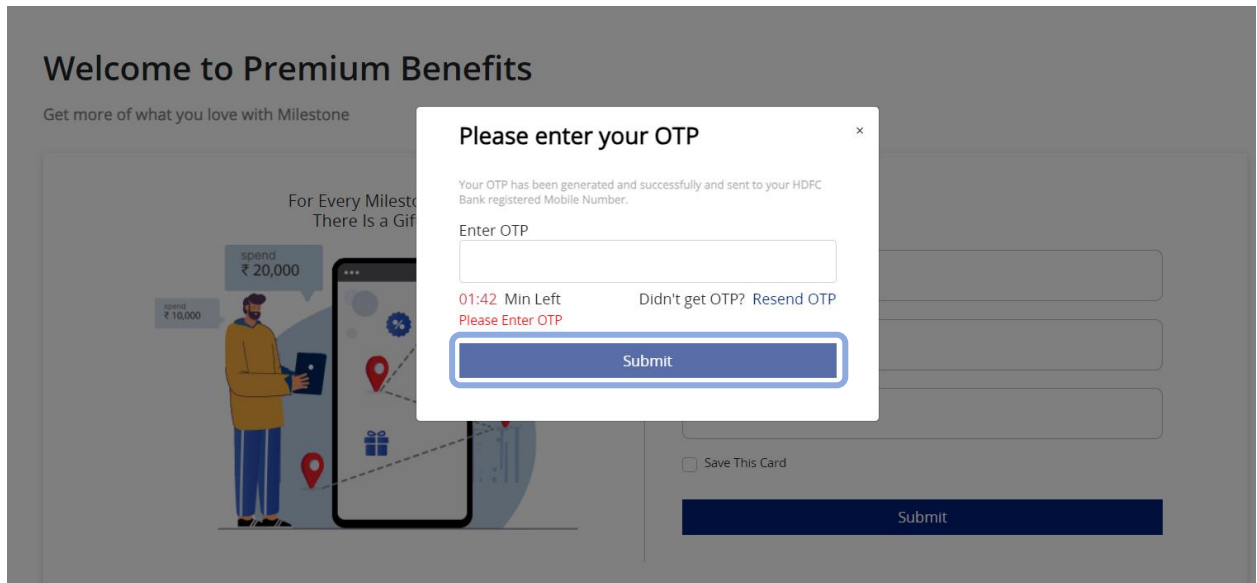 Welcome to Premium Benefits
Get more of what you love with Milestone
For Every
There Is a
spend
₹ 20,000
spend
₹ 10,000
Please enter your OTP
×
Your OTP has been generated and successfully and sent to your HDFC
Bank registered Mobile Number.
Enter OTP
01:42 Min Left
Didn't get OTP? Resend OTP
Please Enter OTP
Submit
Save This Card
Submit